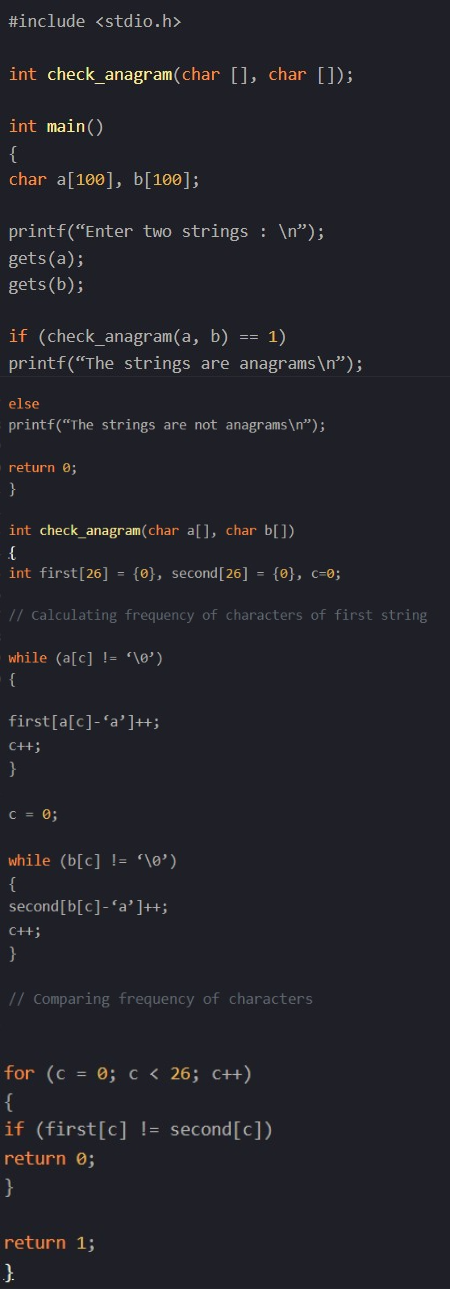 #include <stdio.h>
int check_anagram(char [], char []);
int main()
{
char a[100], b[100];
printf(“Enter two strings : \n”);
gets(a);
gets(b);
if (check_anagram(a, b) == 1)
printf(“The strings are anagrams\n”);
else
printf(“The strings are not anagrams\n”);
return 0;
}
int check_anagram(char a[], char b[])
{
int first[26] = {0}, second[26] = {0}, c=0;
// Calculating frequency of characters of first string
while (a[c] != ‘\0’)
{
first[a[c]-‘a’]++;
c++;
}
c = 0;
while (b[c] != ‘\0’)
{
second[b[c]-‘a’]++;
c++;
}
// Comparing frequency of characters
for (c = 0; c < 26; c++)
{
if (first[c] != second[c])
return 0;
}
return 1;
}